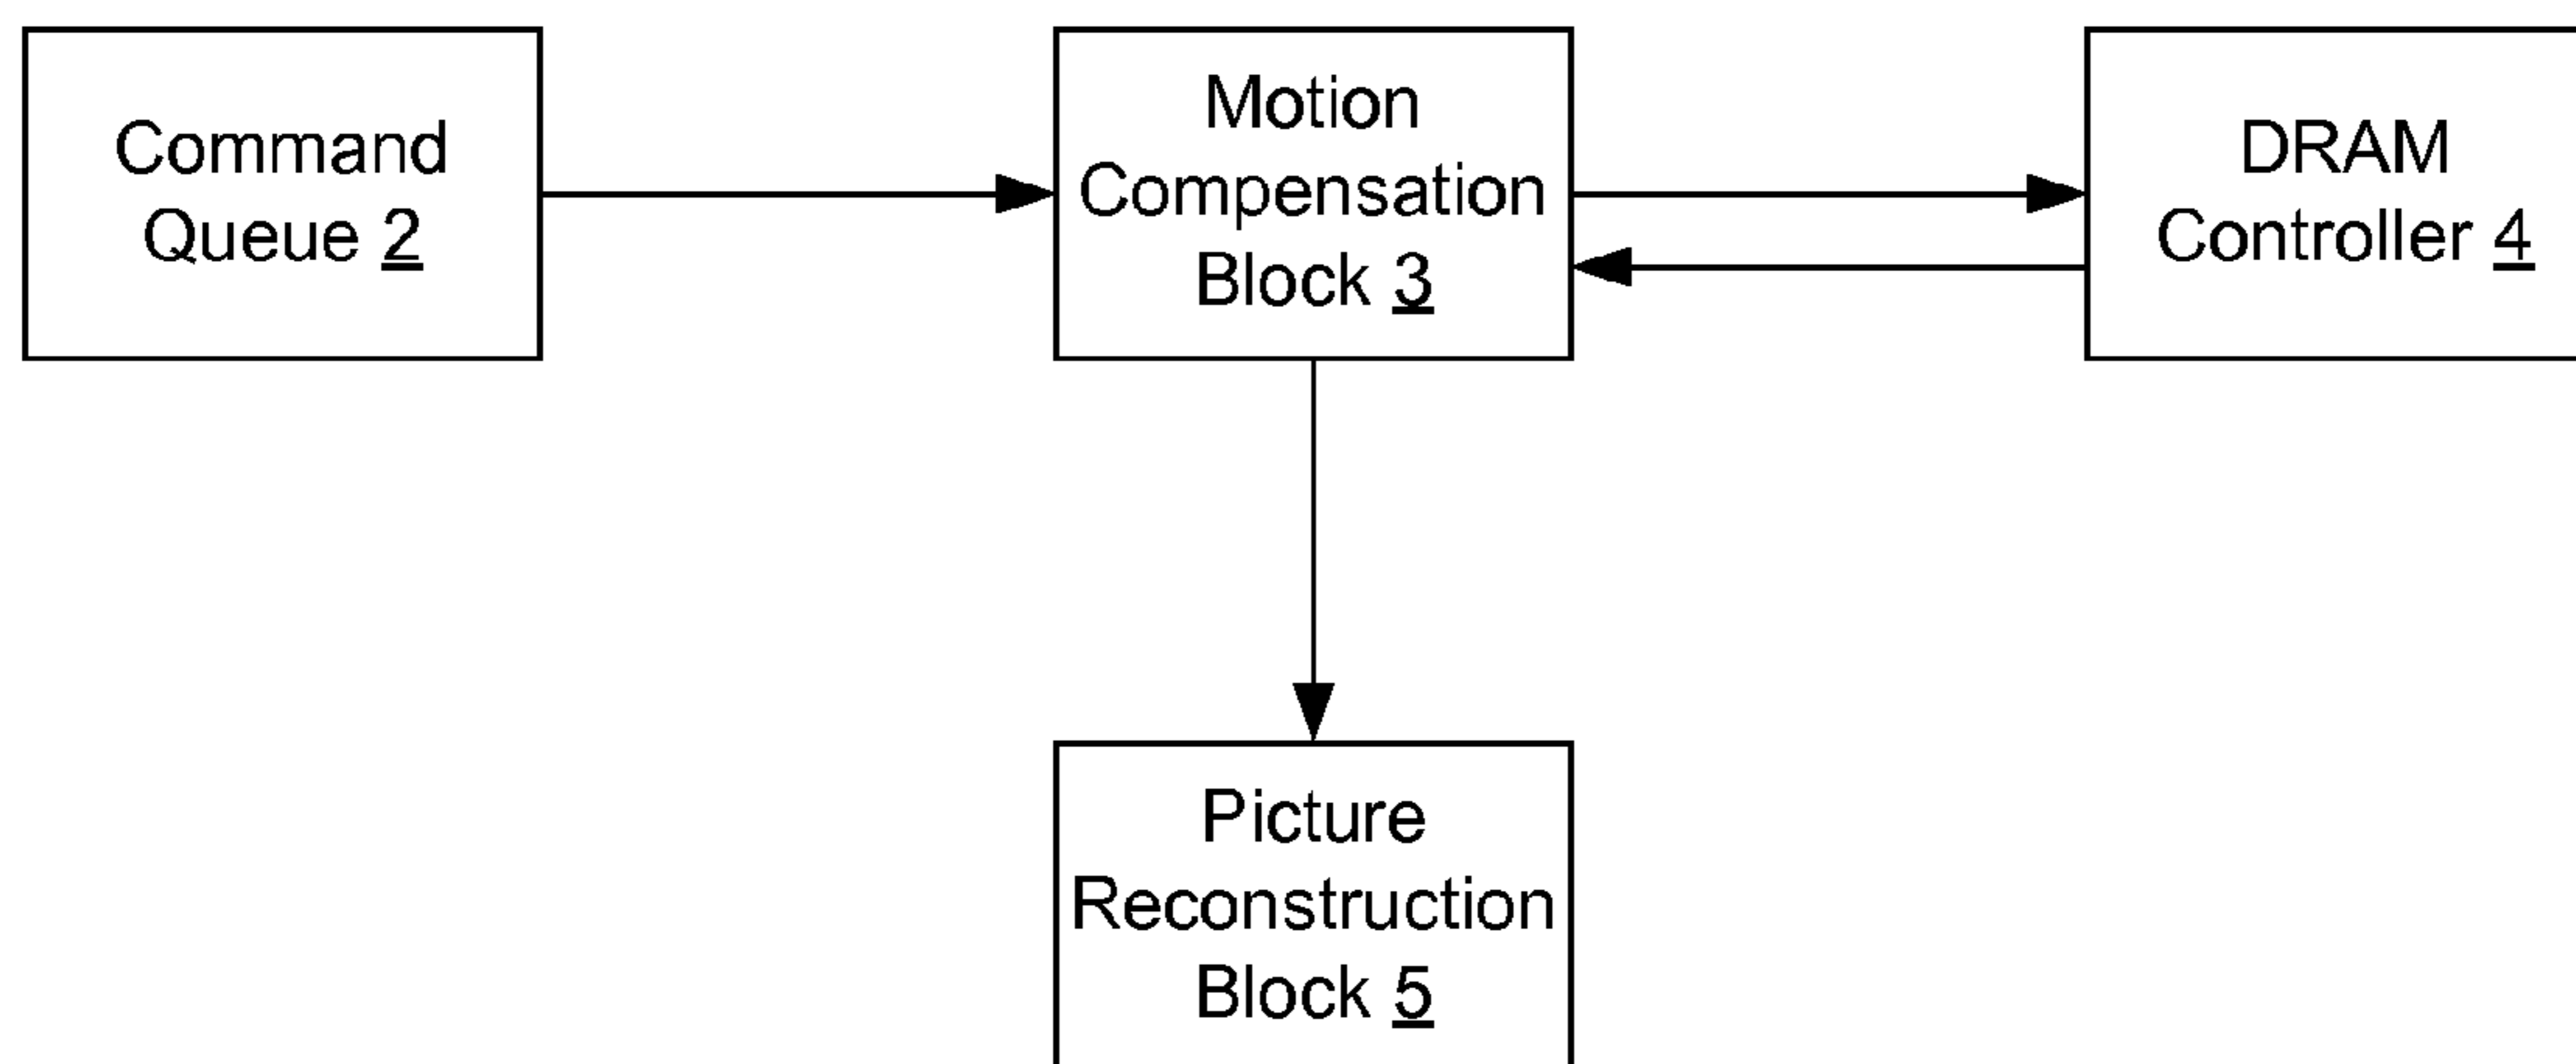 Command
Queue 2
Motion
Compensation
Block 3
DRAM
Controller 4
Picture
Reconstruction
Block 5